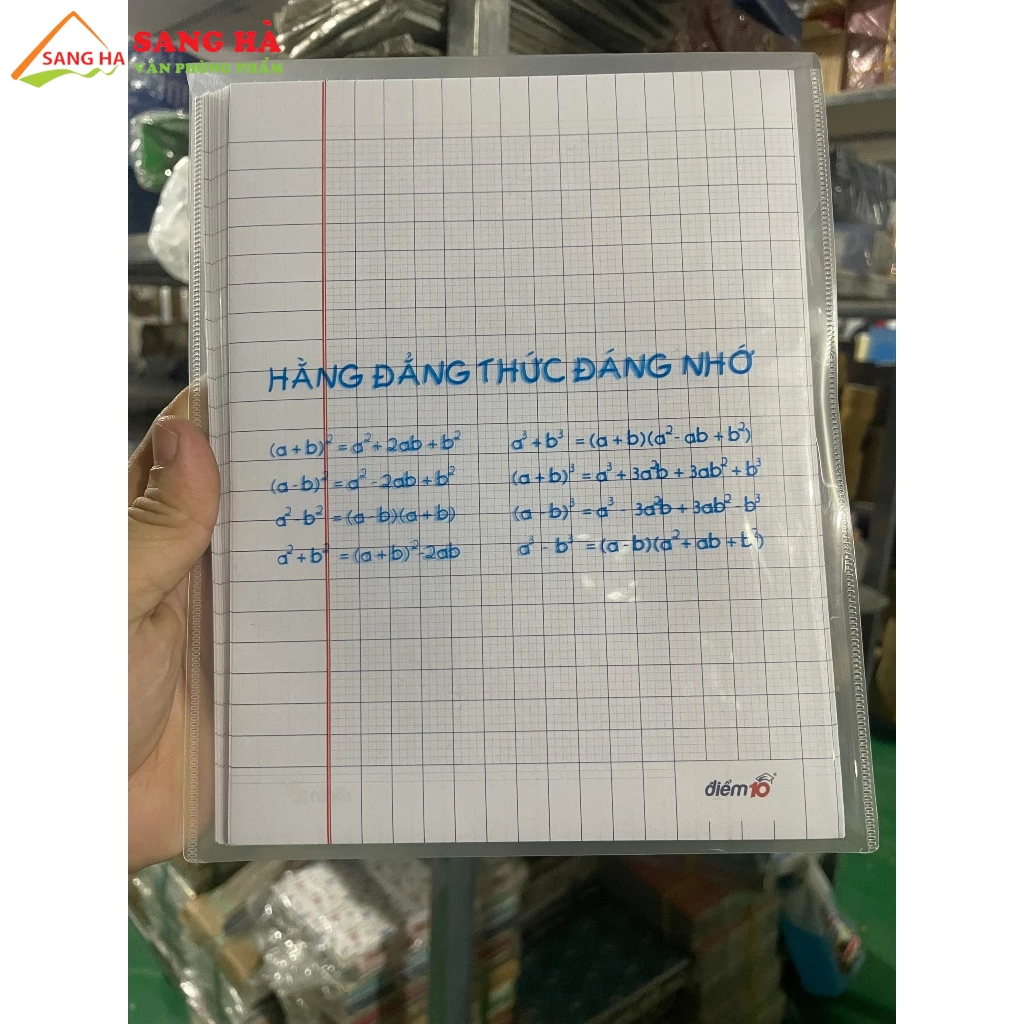 SANG HA
SANG HÀ
VĂN PHÒNG PHẨM
HẰNG ĐẲNG THỨC ĐÁNG NHỚ
(a+b)² = a² + 2ab + b²
(a-b)² = a² - 2ab + b²
a² - b² = (a-b)(a+b)
a² + b² = (a+b)² - 2ab
a³ + b³ = (a+b)(a² - ab + b²)
(a+b)³ = a³ + 3a²b + 3ab² + b³
(a-b)³ = a³ - 3a²b + 3ab² - b³
a³ - b³ = (a-b)(a² + ab + b²)
điểm10